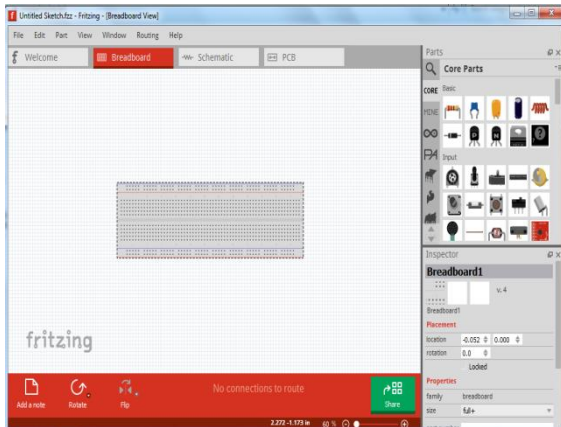 Untitled Sketch.fzz - Fritzing - [Breadboard View]
File Edit Part View Window Routing Help
Welcome Breadboard Schematic PCB
Parts
Core Parts
CORE Basic
MINE
Input
fritzing
Inspector
Breadboard1
v. 4
Breadboard1
Placement
location -0.052 0.000
rotation 0.0
Locked
Properties
family breadboard
size full+
Add a note Rotate Flip No connections to route Share
2.272 -1.173 in 60 %